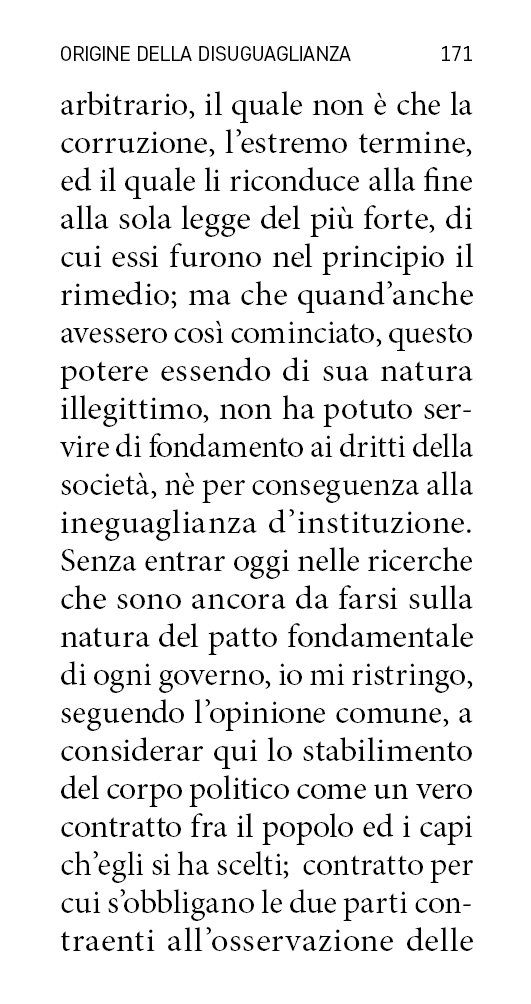 ORIGINE DELLA DISUGUAGLIANZA 171
arbitrario, il quale non è che la
corruzione, l’estremo termine,
ed il quale li riconduce alla fine
alla sola legge del più forte, di
cui essi furono nel principio il
rimedio; ma che quand’anche
avessero così cominciato, questo
potere essendo di sua natura
illegittimo, non ha potuto ser-
vire di fondamento ai dritti della
società, nè per conseguenza alla
ineguaglianza d’instituzione.
Senza entrar oggi nelle ricerche
che sono ancora da farsi sulla
natura del patto fondamentale
di ogni governo, io mi ristringo,
seguendo l’opinione comune, a
considerar qui lo stabilimento
del corpo politico come un vero
contratto fra il popolo ed i capi
ch’egli si ha scelti; contratto per
cui s’obbligano le due parti con-
traenti all’osservazione delle